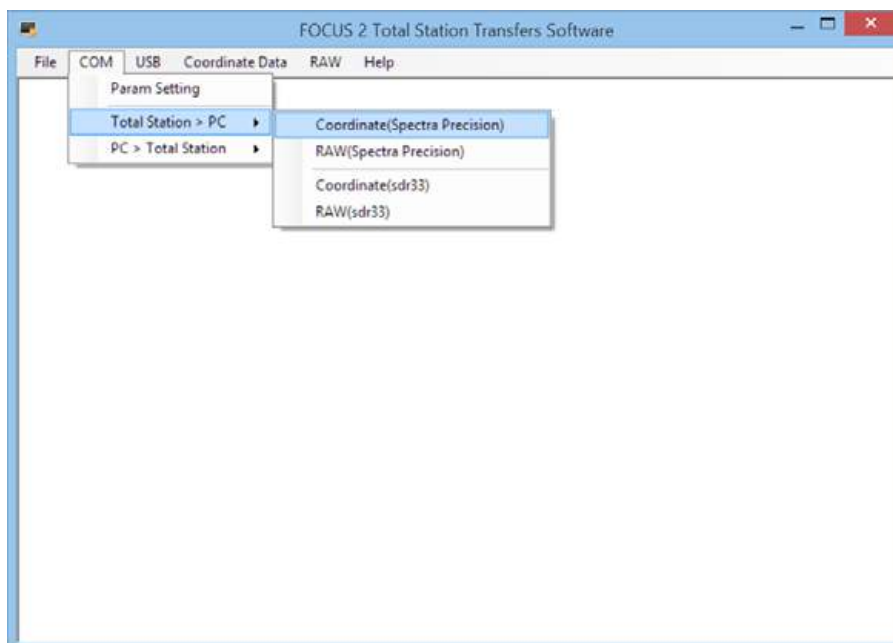 FOCUS 2 Total Station Transfers Software
File COM USB Coordinate Data RAW Help
Param Setting
Total Station > PC
PC > Total Station
Coordinate(Spectra Precision)
RAW(Spectra Precision)
Coordinate(sdr33)
RAW(sdr33)